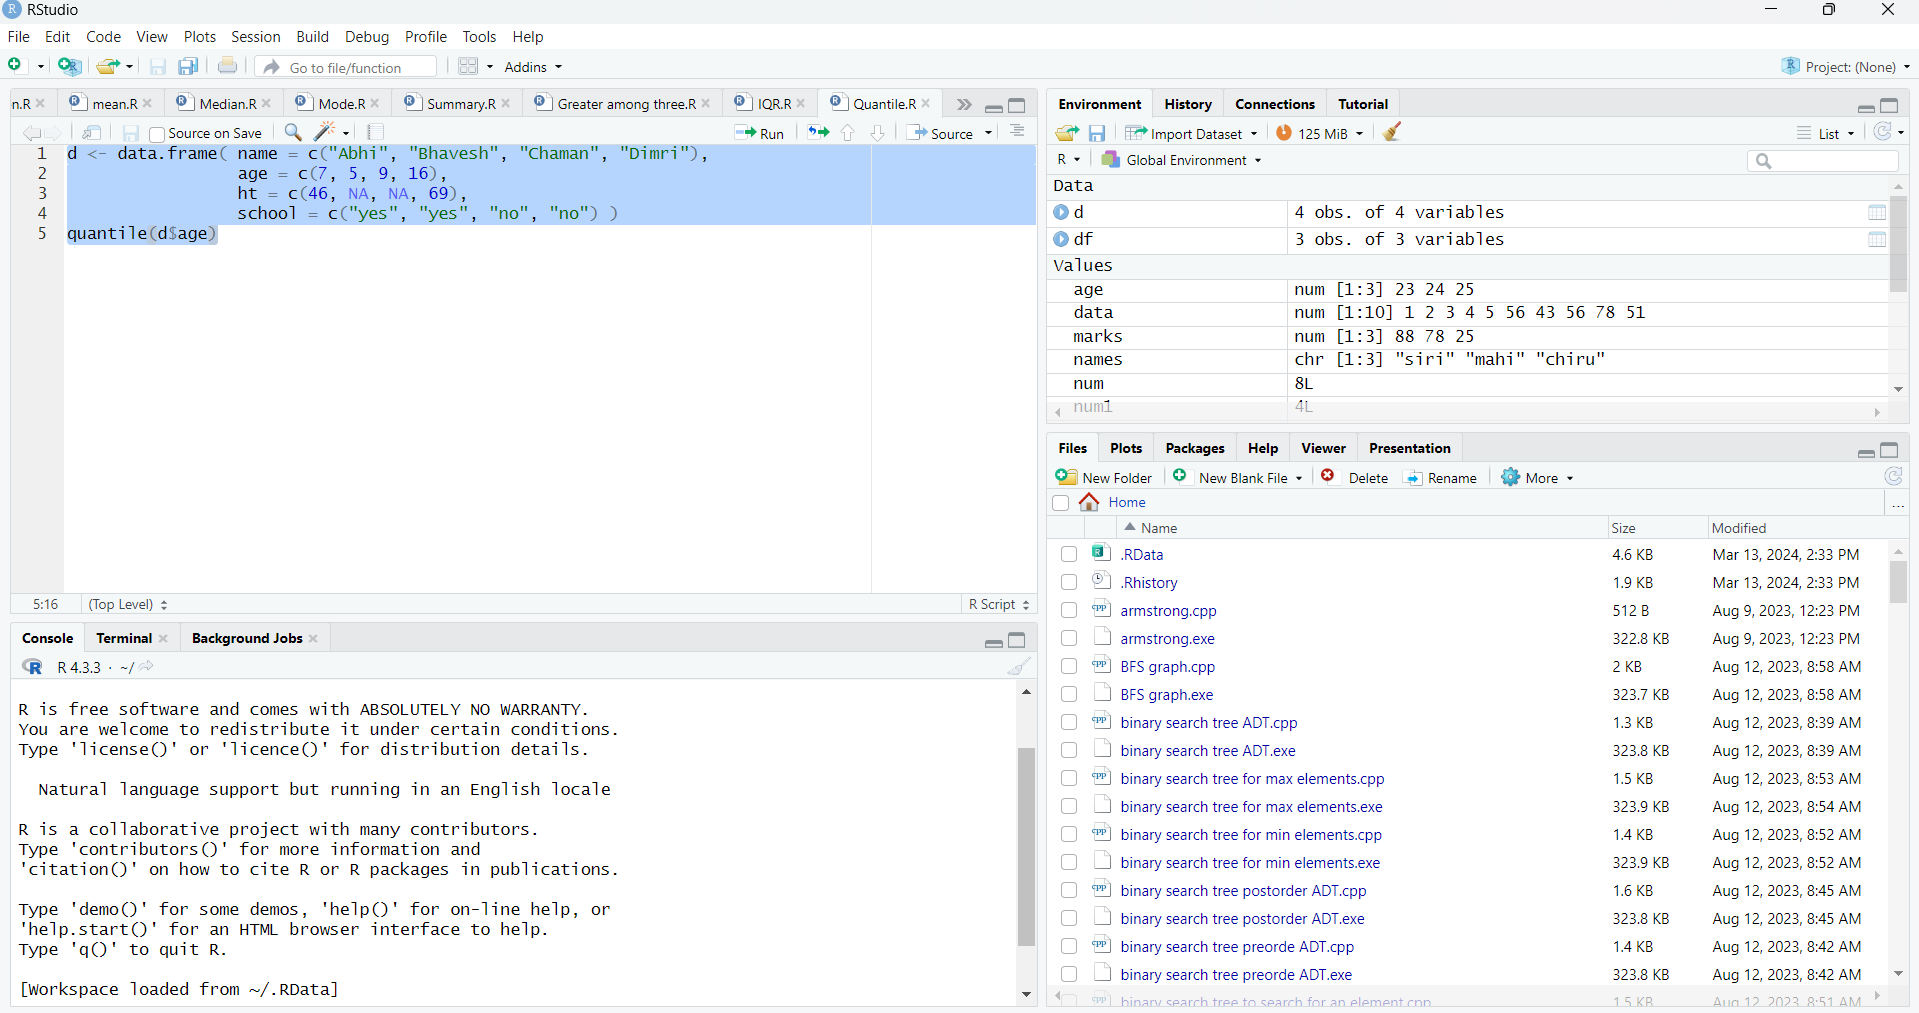 RStudio
File Edit Code View Plots Session Build Debug Profile Tools Help
Go to file/function Addins Project: (None)
n.R mean.R Median.R Mode.R Summary.R Greater among three.R IQR.R Quantile.R
Source on Save Run Source
1 d <- data.frame( name = c("Abhi", "Bhavesh", "Chaman", "Dimri"),
2 age = c(7, 5, 9, 16),
3 ht = c(46, NA, NA, 69),
4 school = c("yes", "yes", "no", "no") )
5 quantile(d$age)
5:16 (Top Level) R Script
Console Terminal Background Jobs
R 4.3.3 · ~/
R is free software and comes with ABSOLUTELY NO WARRANTY.
You are welcome to redistribute it under certain conditions.
Type 'license()' or 'licence()' for distribution details.
Natural language support but running in an English locale
R is a collaborative project with many contributors.
Type 'contributors()' for more information and
'citation()' on how to cite R or R packages in publications.
Type 'demo()' for some demos, 'help()' for on-line help, or
'help.start()' for an HTML browser interface to help.
Type 'q()' to quit R.
[Workspace loaded from ~/.RData]
Environment History Connections Tutorial
Import Dataset 125 MiB List
R Global Environment
Data
d 4 obs. of 4 variables
df 3 obs. of 3 variables
Values
age num [1:3] 23 24 25
data num [1:10] 1 2 3 4 5 56 43 56 78 51
marks num [1:3] 88 78 25
names chr [1:3] "siri" "mahi" "chiru"
num 8L
num1 4L
Files Plots Packages Help Viewer Presentation
New Folder New Blank File Delete Rename More
Home ...
Name Size Modified
.RData 4.6 KB Mar 13, 2024, 2:33 PM
.Rhistory 1.9 KB Mar 13, 2024, 2:33 PM
armstrong.cpp 512 B Aug 9, 2023, 12:23 PM
armstrong.exe 322.8 KB Aug 9, 2023, 12:23 PM
BFS graph.cpp 2 KB Aug 12, 2023, 8:58 AM
BFS graph.exe 323.7 KB Aug 12, 2023, 8:58 AM
binary search tree ADT.cpp 1.3 KB Aug 12, 2023, 8:39 AM
binary search tree ADT.exe 323.8 KB Aug 12, 2023, 8:39 AM
binary search tree for max elements.cpp 1.5 KB Aug 12, 2023, 8:53 AM
binary search tree for max elements.exe 323.9 KB Aug 12, 2023, 8:54 AM
binary search tree for min elements.cpp 1.4 KB Aug 12, 2023, 8:52 AM
binary search tree for min elements.exe 323.9 KB Aug 12, 2023, 8:52 AM
binary search tree postorder ADT.cpp 1.6 KB Aug 12, 2023, 8:45 AM
binary search tree postorder ADT.exe 323.8 KB Aug 12, 2023, 8:45 AM
binary search tree preorde ADT.cpp 1.4 KB Aug 12, 2023, 8:42 AM
binary search tree preorde ADT.exe 323.8 KB Aug 12, 2023, 8:42 AM
binary search tree to search for an element.cpp 1.5 KB Aug 12, 2023, 8:51 AM